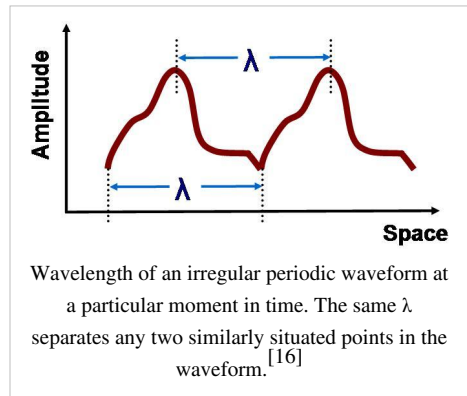 λ
Amplitude
λ
Space
Wavelength of an irregular periodic waveform at
a particular moment in time. The same λ
separates any two similarly situated points in the
waveform.[16]